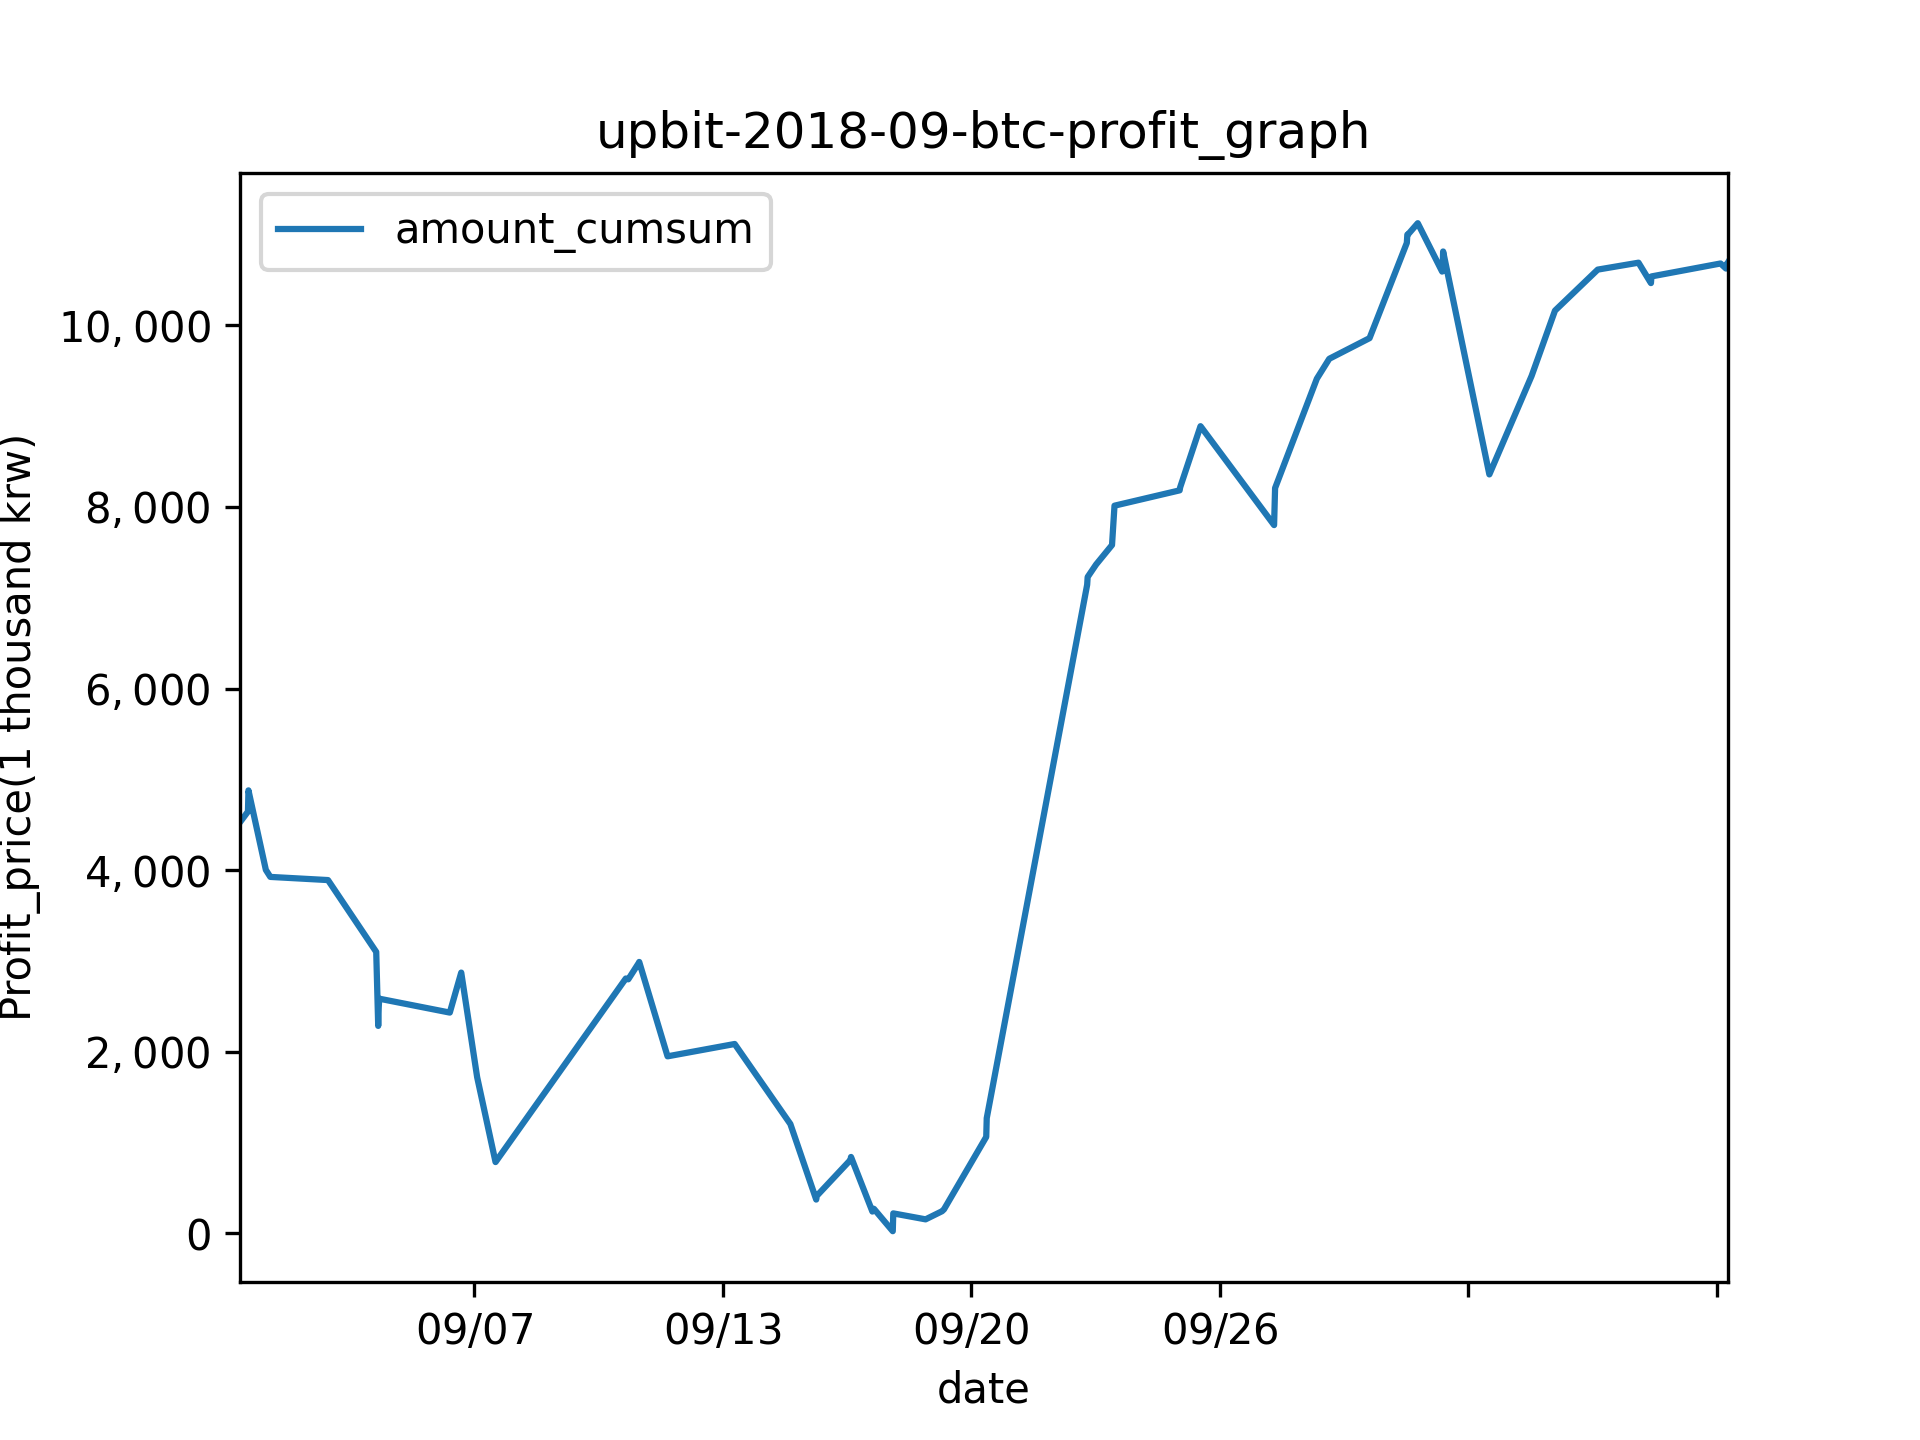 upbit-2018-09-btc-profit_graph
amount_cumsum
Profit_price(1 thousand krw)
10,000
8,000
6,000
4,000
2,000
0
09/07 09/13 09/20 09/26
date